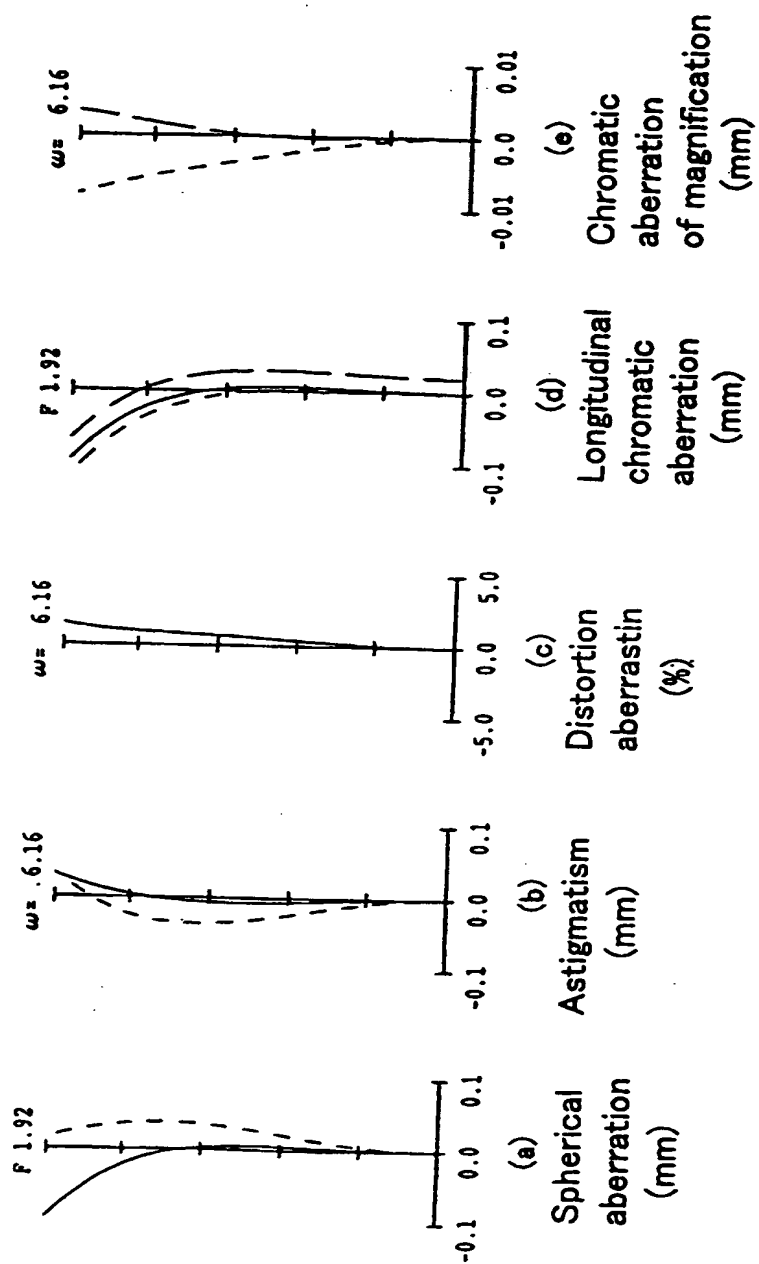 F 1.92
-0.1 0.0 0.1
(a)
Spherical
aberration
(mm)
ω= .6.16
-0.1 0.0 0.1
(b)
Astigmatism
(mm)
ω= 6.16
-5.0 0.0 5.0
(c)
Distortion
aberrastin
(%)
F 1.92
-0.1 0.0 0.1
(d)
Longitudinal
chromatic
aberration
(mm)
ω= 6.16
-0.01 0.0 0.01
(e)
Chromatic
aberration
of magnification
(mm)